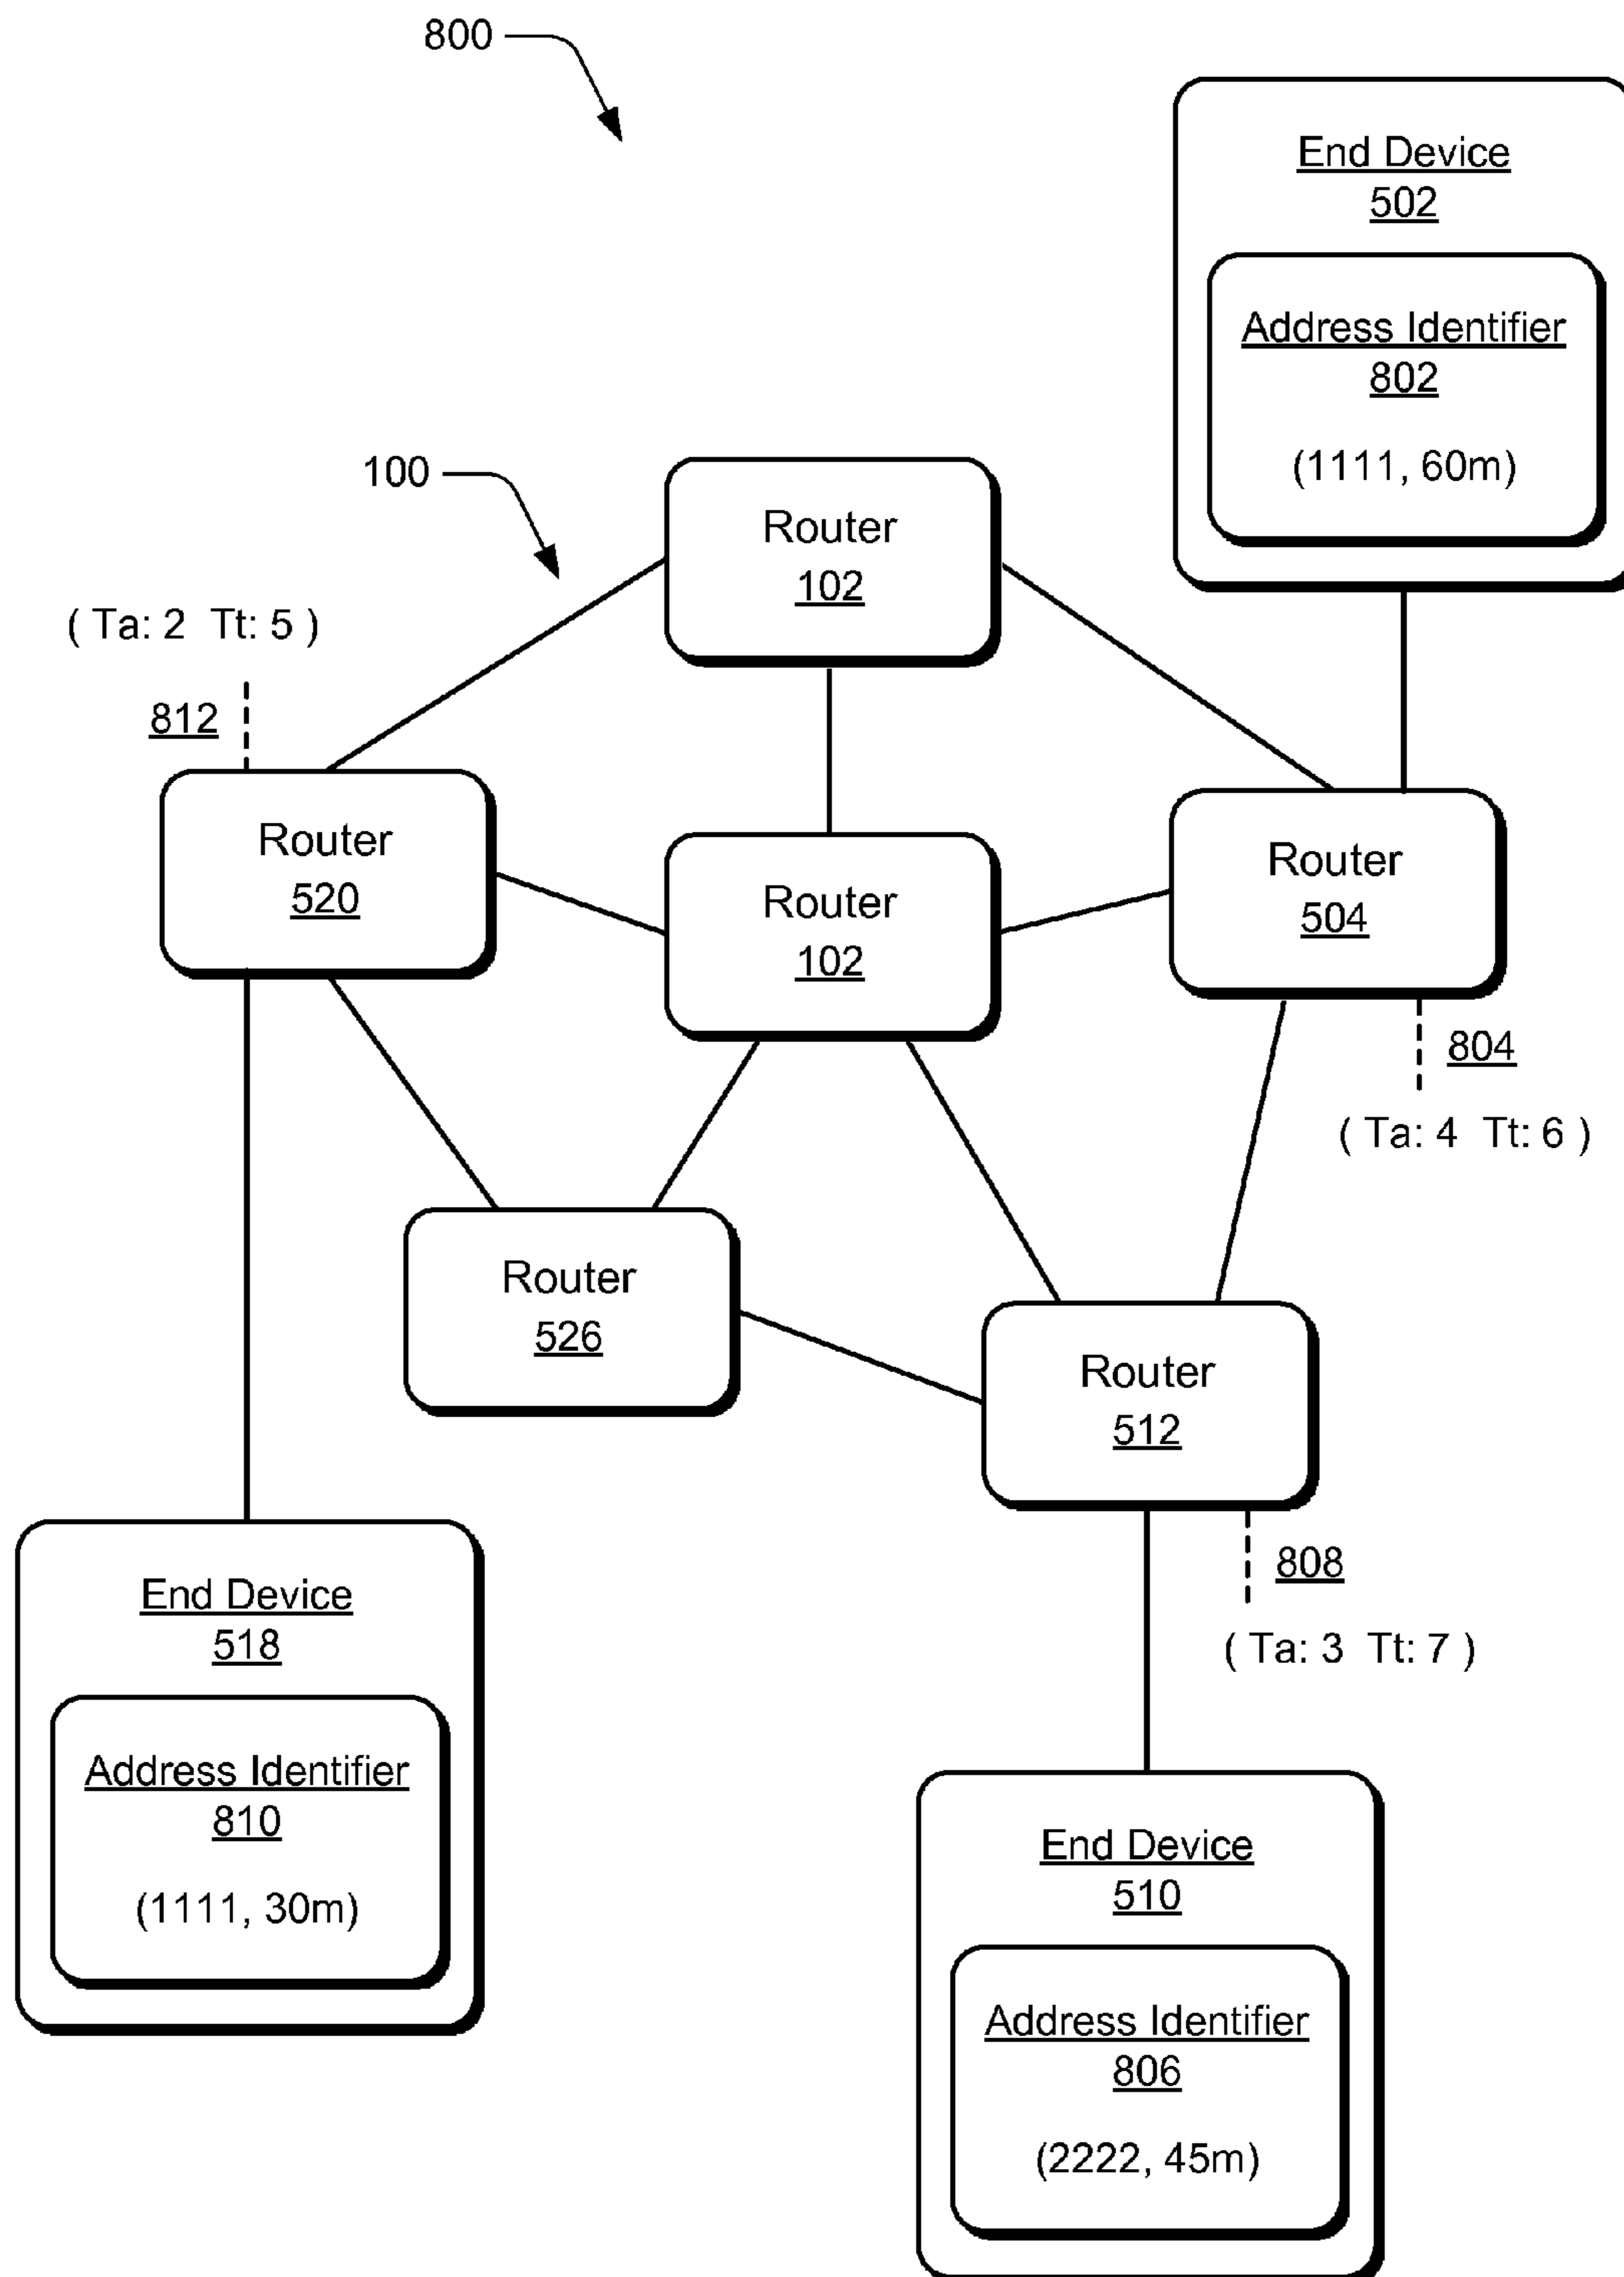 800
End Device
502
Address Identifier
802
(1111, 60m)
100
Router
102
( Ta: 2 Tt: 5 )
812
Router
520
Router
102
Router
504
804
( Ta: 4 Tt: 6 )
Router
526
Router
512
808
( Ta: 3 Tt: 7 )
End Device
518
Address Identifier
810
(1111, 30m)
End Device
510
Address Identifier
806
(2222, 45m)